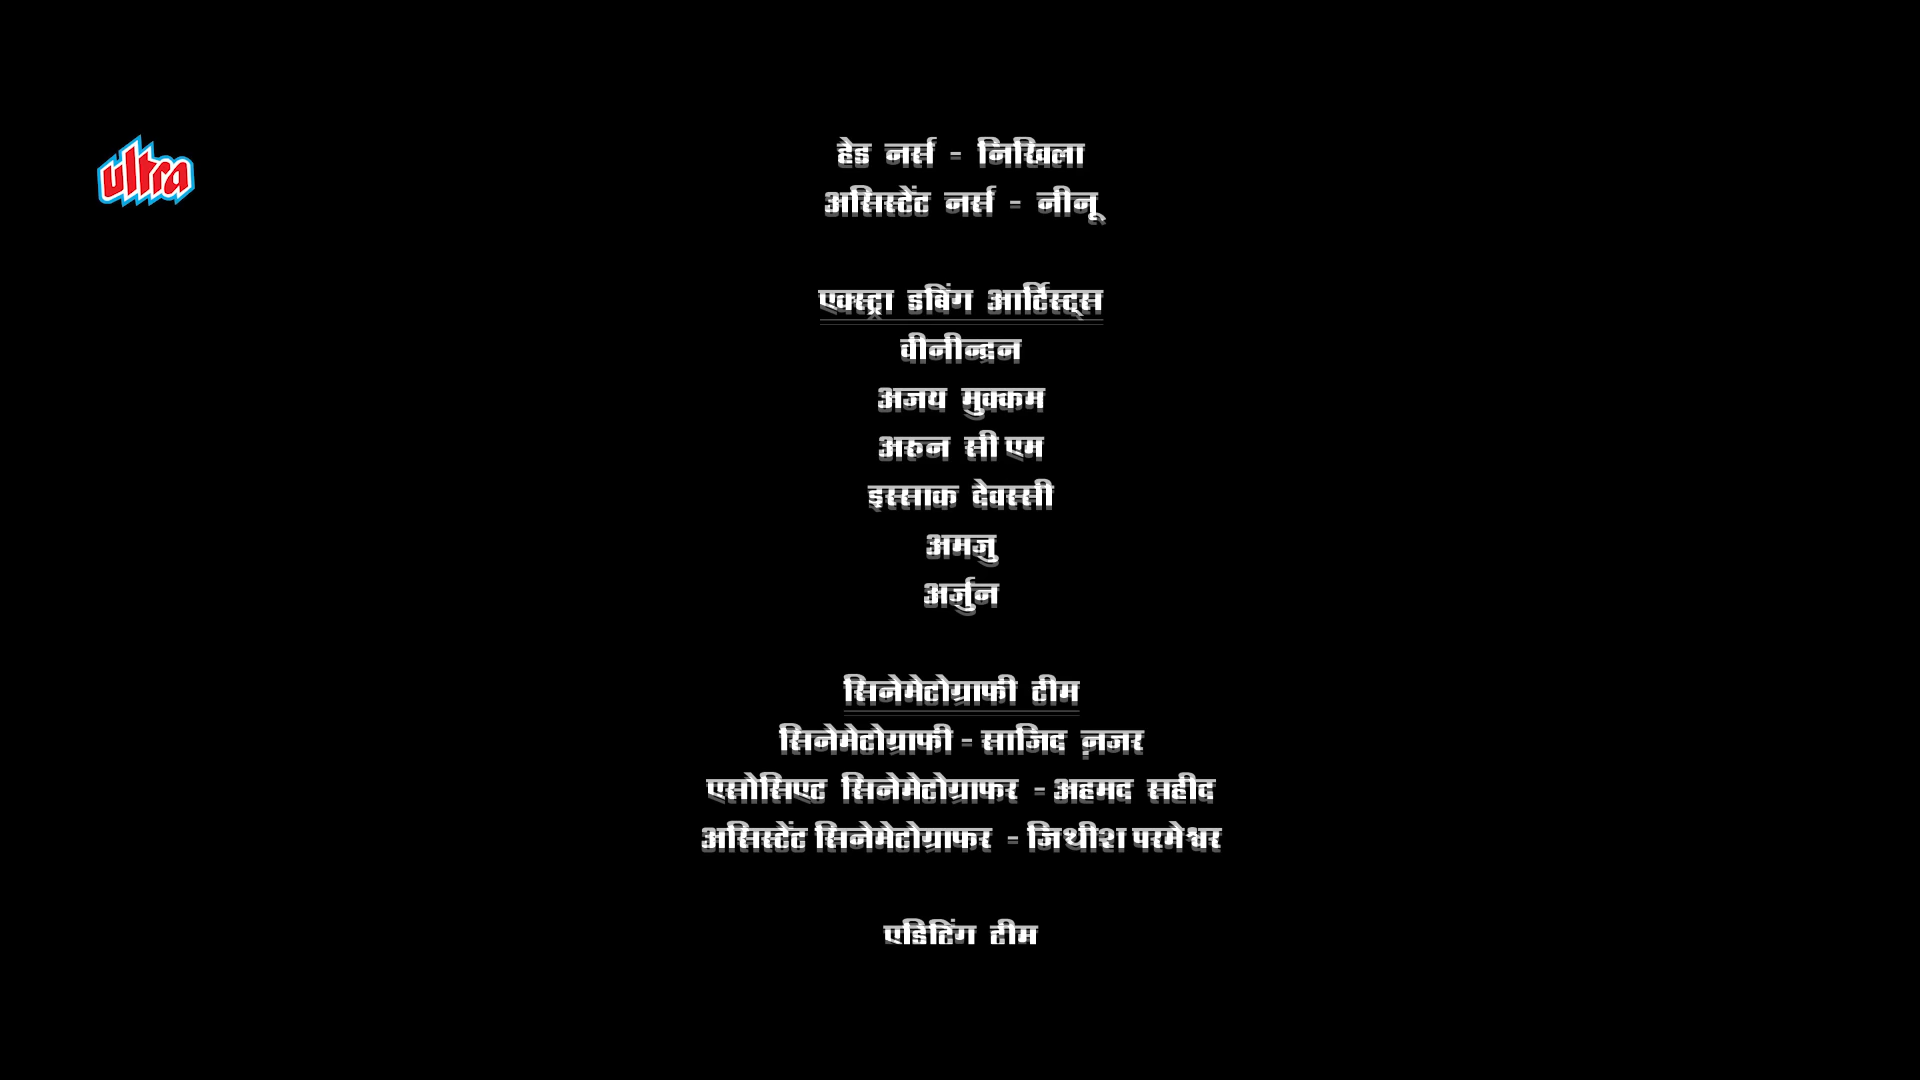 ultra
हेड नर्स - निखिला
असिस्टेंट नर्स - नीनू
एक्स्ट्रा डबिंग आर्टिस्ट्स
वीनीन्द्रन
अजय मुक्कम
अरुन सी एम
इस्साक देवस्सी
अमजु
अर्जुन
सिनेमेटोग्राफी टीम
सिनेमेटोग्राफी - साजिद ऩजर
एसोसिएट सिनेमेटोग्राफर - अहमद सहीद
असिस्टेंट सिनेमेटोग्राफर - जिथीश परमेश्वर
एडिटिंग टीम